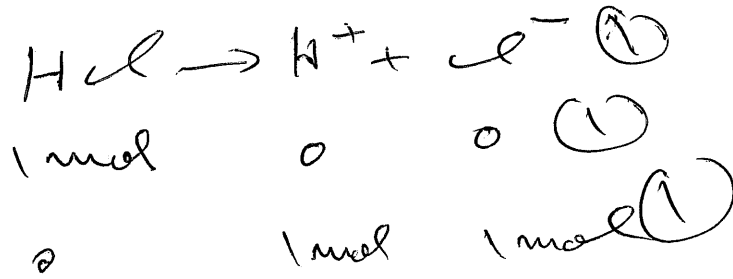 HCl → H⁺ + Cl⁻ ①
1 mol 0 0 ①
0 1 mol 1 mol ①